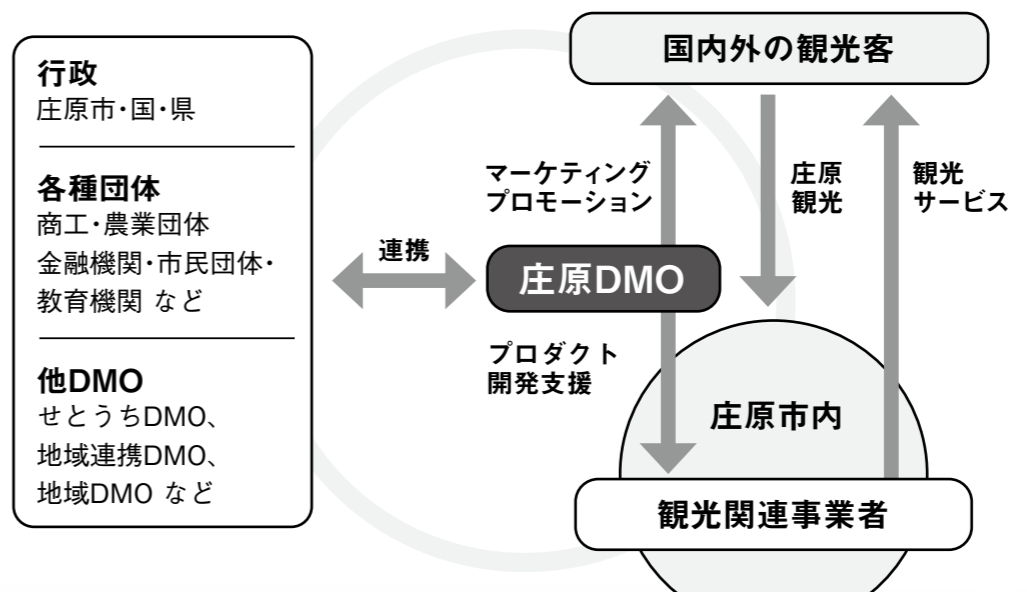 行政
庄原市・国・県
各種団体
商工・農業団体
金融機関・市民団体・
教育機関 など
他DMO
せとうちDMO、
地域連携DMO、
地域DMO など
連携
国内外の観光客
マーケティング
プロモーション
庄原
観光
観光
サービス
庄原DMO
プロダクト
開発支援
庄原市内
観光関連事業者